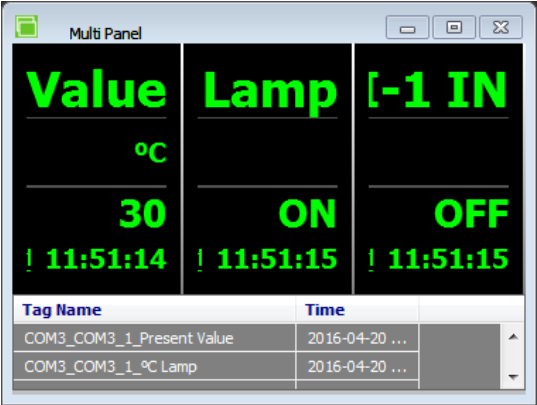 Multi Panel
Value Lamp I-1 IN
ºC
30 ON OFF
11:51:14 11:51:15 11:51:15
Tag Name Time
COM3_COM3_1_Present Value 2016-04-20 ...
COM3_COM3_1_ºC Lamp 2016-04-20 ...